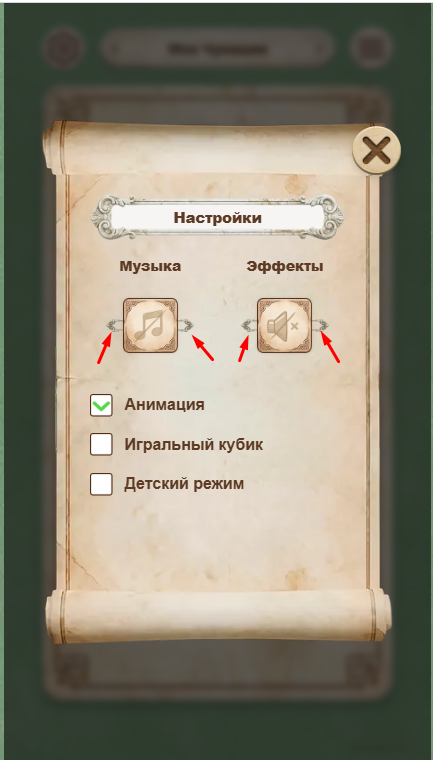 Настройки
Музыка
Эффекты
Анимация
Игральный кубик
Детский режим